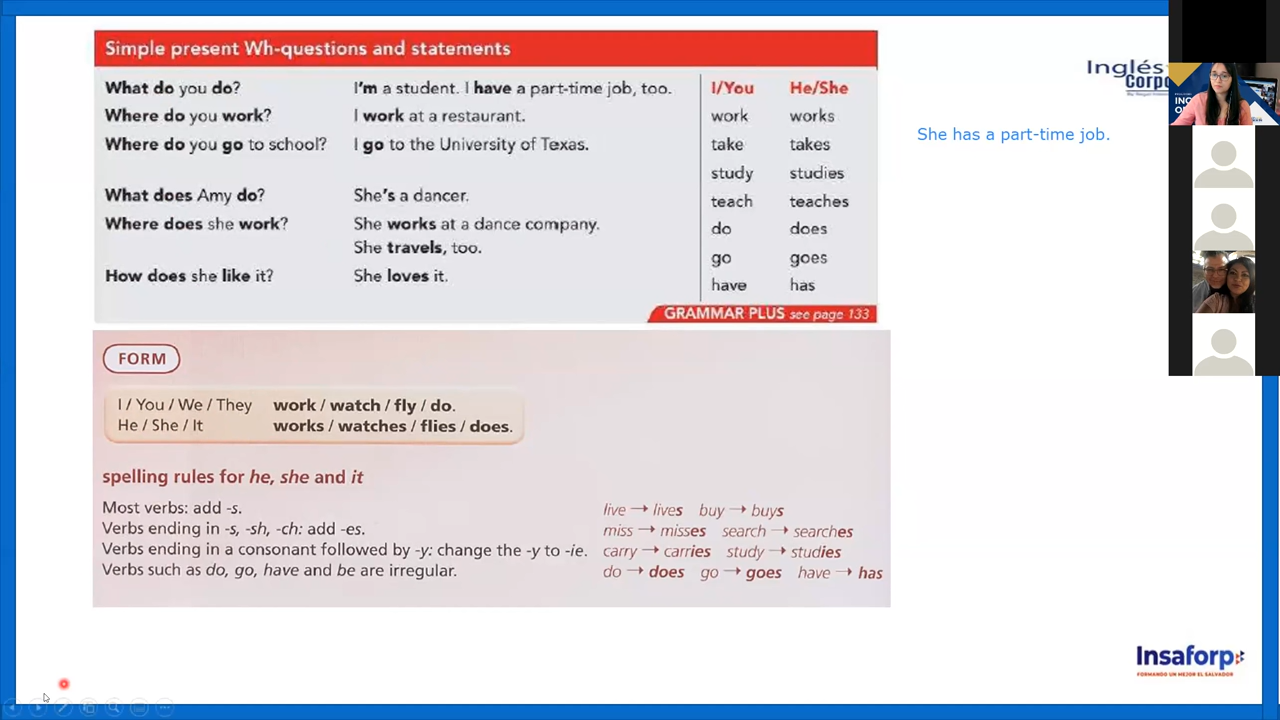 Simple present Wh-questions and statements
What do you do? I'm a student. I have a part-time job, too.
Where do you work? I work at a restaurant.
Where do you go to school? I go to the University of Texas.
What does Amy do? She's a dancer.
Where does she work? She works at a dance company.
She travels, too.
How does she like it? She loves it.
I/You He/She
work works
take takes
study studies
teach teaches
do does
go goes
have has
GRAMMAR PLUS see page 133
She has a part-time job.
Inglés
Corp
FORM
I / You / We / They work / watch / fly / do.
He / She / It works / watches / flies / does.
spelling rules for he, she and it
Most verbs: add -s. live → lives buy → buys
Verbs ending in -s, -sh, -ch: add -es. miss → misses search → searches
Verbs ending in a consonant followed by -y: change the -y to -ie. carry → carries study → studies
Verbs such as do, go, have and be are irregular. do → does go → goes have → has
Insaforp
FORMANDO UN MEJOR EL SALVADOR